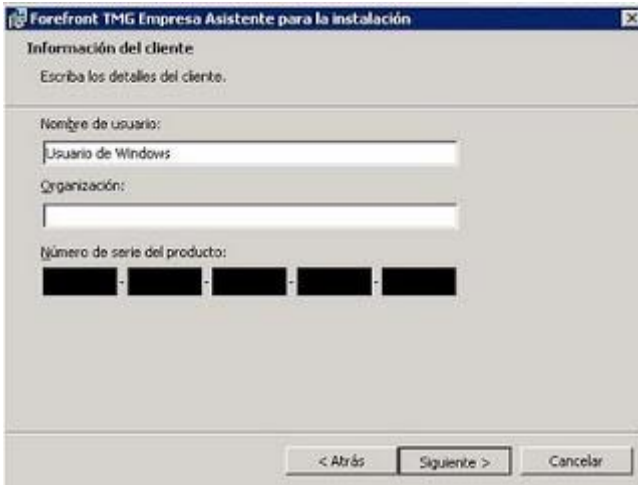 Forefront TMG Empresa Asistente para la instalación
Información del cliente
Escriba los detalles del cliente.
Nombre de usuario:
Usuario de Windows
Organización:
Número de serie del producto:
- - - -
< Atrás Siguiente > Cancelar